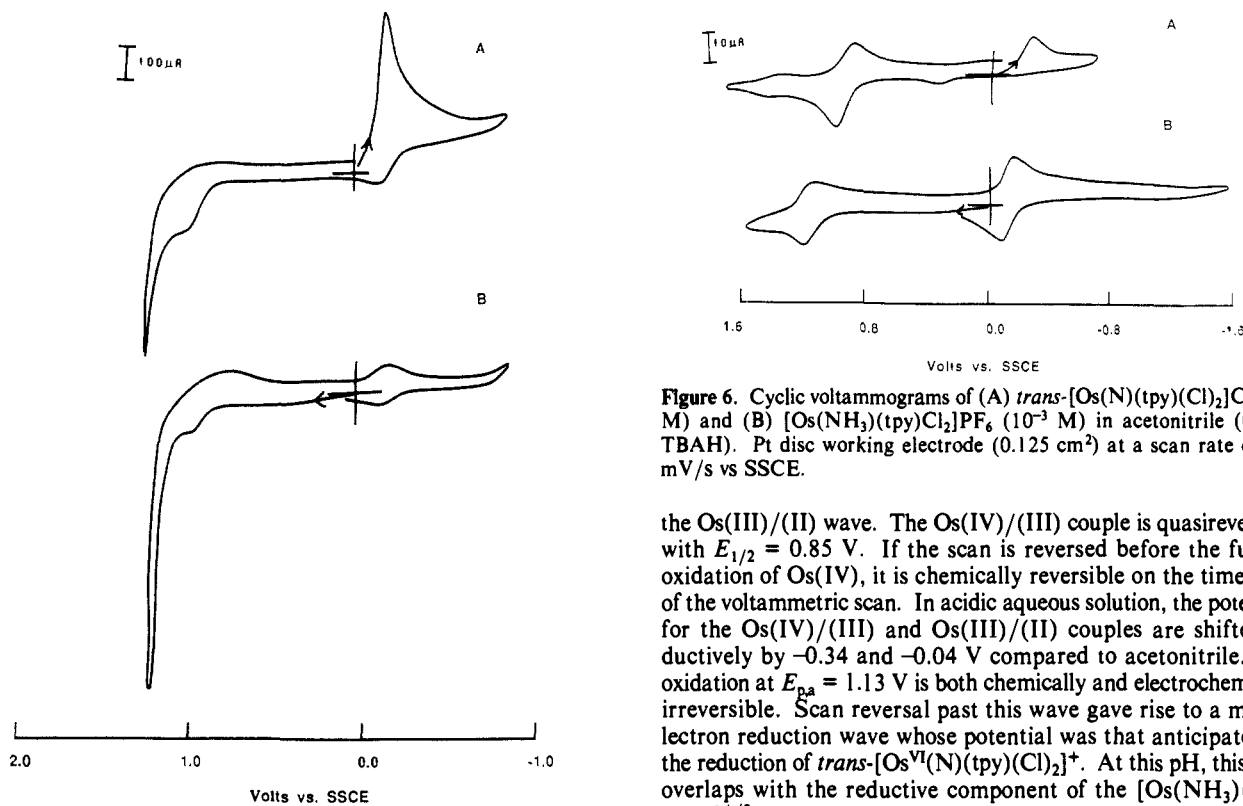 100μA
A
B
2.0 1.0 0.0 -1.0
Volts vs. SSCE
10μA
A
B
1.6 0.8 0.0 -0.8 -1.6
Volts vs. SSCE
Figure 6. Cyclic voltammograms of (A) trans-[Os(N)(tpy)(Cl)₂]C
M) and (B) [Os(NH₃)(tpy)Cl₂]PF₆ (10⁻³ M) in acetonitrile (
TBAH). Pt disc working electrode (0.125 cm²) at a scan rate
mV/s vs SSCE.
the Os(III)/(II) wave. The Os(IV)/(III) couple is quasireve
with E₁/₂ = 0.85 V. If the scan is reversed before the fu
oxidation of Os(IV), it is chemically reversible on the time
of the voltammetric scan. In acidic aqueous solution, the pote
for the Os(IV)/(III) and Os(III)/(II) couples are shifte
ductively by –0.34 and –0.04 V compared to acetonitrile.
oxidation at Eₚ,ₐ = 1.13 V is both chemically and electrochem
irreversible. Scan reversal past this wave gave rise to a m
lectron reduction wave whose potential was that anticipate
the reduction of trans-[Osⱽᴵ(N)(tpy)(Cl)₂]⁺. At this pH, this
overlaps with the reductive component of the [Os(NH₃)(